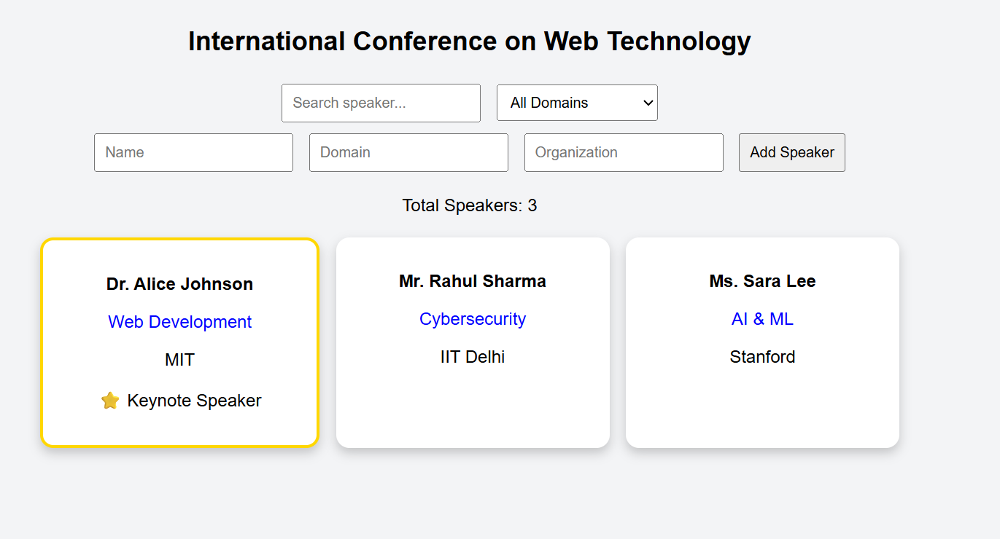 International Conference on Web Technology
Search speaker... All Domains
Name Domain Organization Add Speaker
Total Speakers: 3
Dr. Alice Johnson
Web Development
MIT
⭐ Keynote Speaker
Mr. Rahul Sharma
Cybersecurity
IIT Delhi
Ms. Sara Lee
AI & ML
Stanford